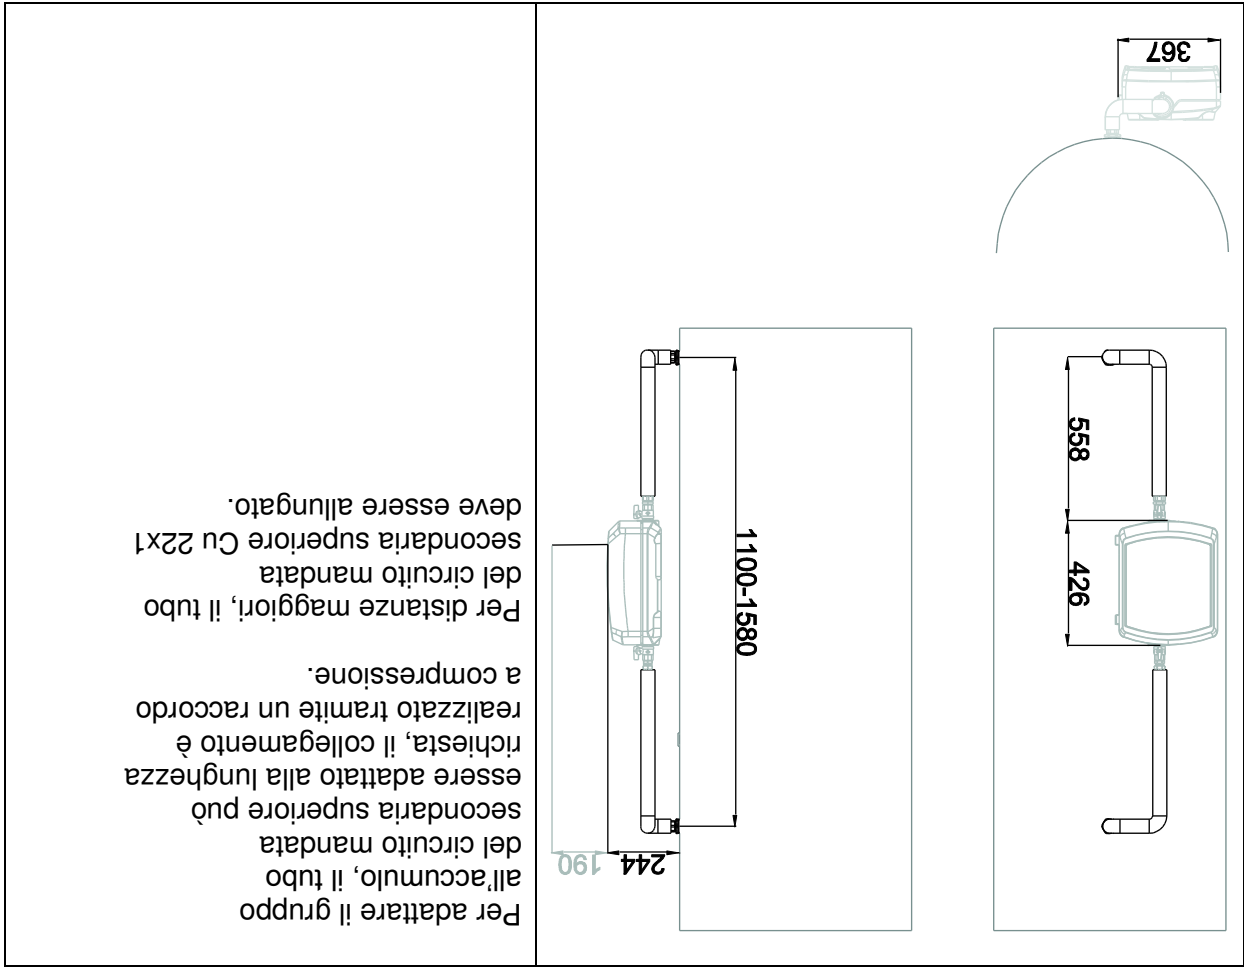 244
190
426
1100-1580
558
367
Per adattare il gruppo
all'accumulo, il tubo
del circuito mandata
secondaria superiore può
essere adattato alla lunghezza
richiesta, il collegamento è
realizzato tramite un raccordo
a compressione.
Per distanze maggiori, il tubo
del circuito mandata
secondaria superiore Cu 22x1
deve essere allungato.